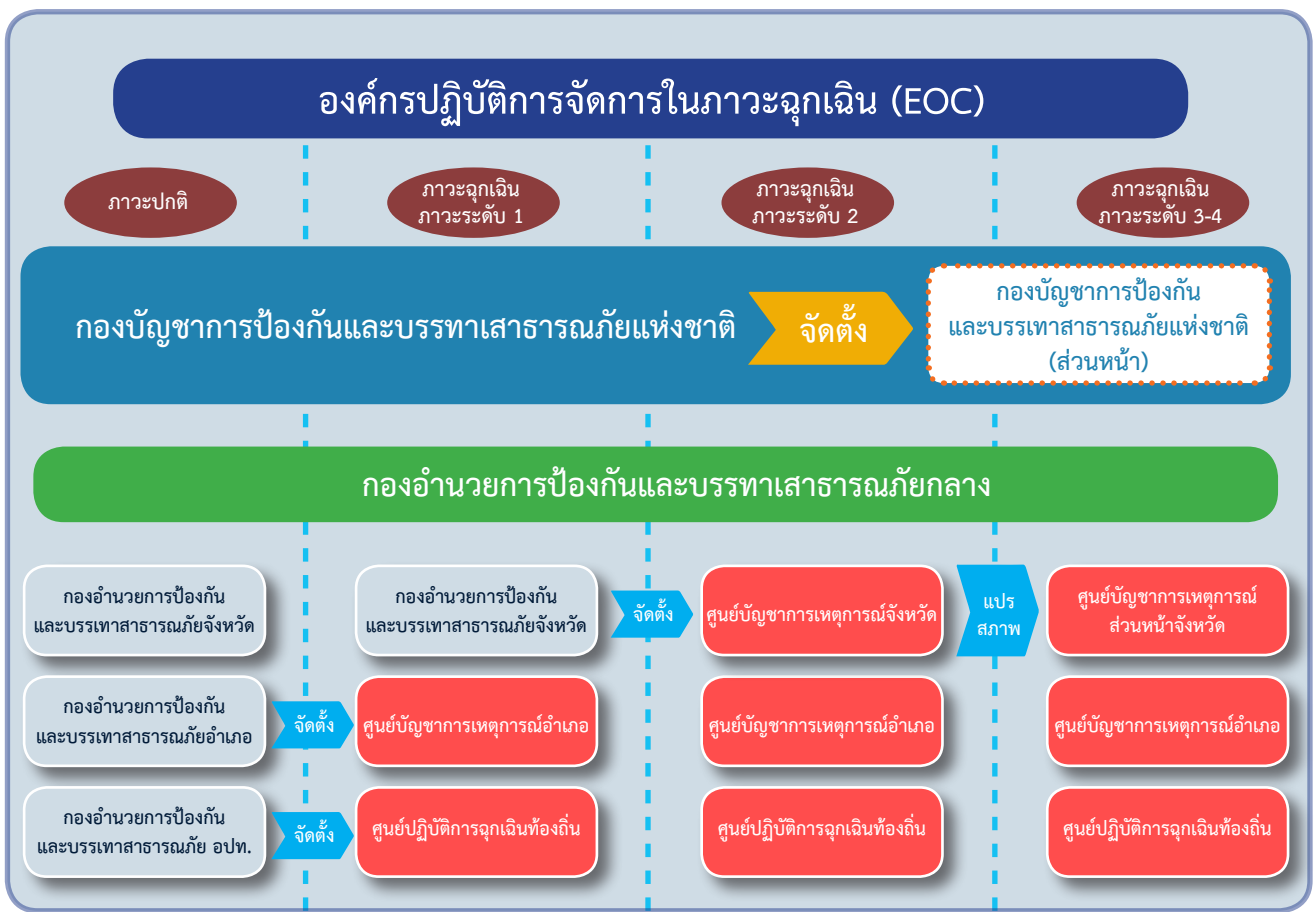 องค์กรปฏิบัติการจัดการในภาวะฉุกเฉิน (EOC)
ภาวะปกติ
ภาวะฉุกเฉิน
ภาวะระดับ 1
ภาวะฉุกเฉิน
ภาวะระดับ 2
ภาวะฉุกเฉิน
ภาวะระดับ 3-4
กองบัญชาการป้องกันและบรรทาเสาธารณภัยแห่งชาติ
จัดตั้ง
กองบัญชาการป้องกัน
และบรรเทาสาธารณภัยแห่งชาติ
(ส่วนหน้า)
กองอำนวยการป้องกันและบรรทาเสาธารณภัยกลาง
กองอำนวยการป้องกัน
และบรรเทาสาธารณภัยจังหวัด
กองอำนวยการป้องกัน
และบรรเทาสาธารณภัยจังหวัด
จัดตั้ง
ศูนย์บัญชาการเหตุการณ์จังหวัด
แปร
สภาพ
ศูนย์บัญชาการเหตุการณ์
ส่วนหน้าจังหวัด
กองอำนวยการป้องกัน
และบรรเทาสาธารณภัยอำเภอ
จัดตั้ง
ศูนย์บัญชาการเหตุการณ์อำเภอ
ศูนย์บัญชาการเหตุการณ์อำเภอ
ศูนย์บัญชาการเหตุการณ์อำเภอ
กองอำนวยการป้องกัน
และบรรเทาสาธารณภัย อปท.
จัดตั้ง
ศูนย์ปฏิบัติการฉุกเฉินท้องถิ่น
ศูนย์ปฏิบัติการฉุกเฉินท้องถิ่น
ศูนย์ปฏิบัติการฉุกเฉินท้องถิ่น